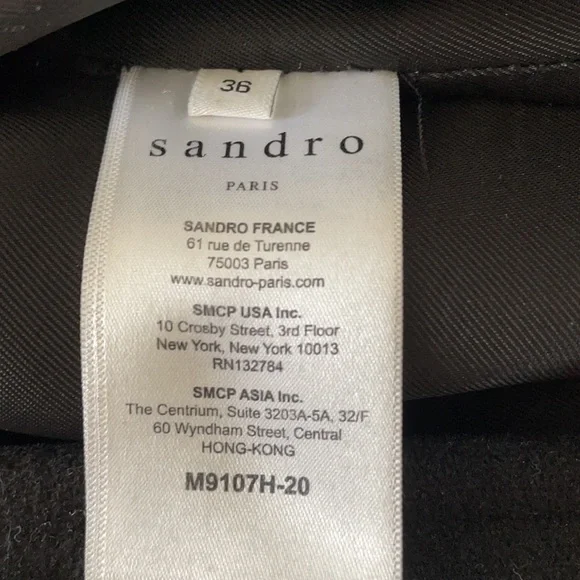 36
sandro
PARIS
SANDRO FRANCE
61 rue de Turenne
75003 Paris
www.sandro-paris.com
SMCP USA Inc.
10 Crosby Street, 3rd Floor
New York, New York 10013
RN132784
SMCP ASIA Inc.
The Centrium, Suite 3203A-5A, 32/F
60 Wyndham Street, Central
HONG-KONG
M9107H-20